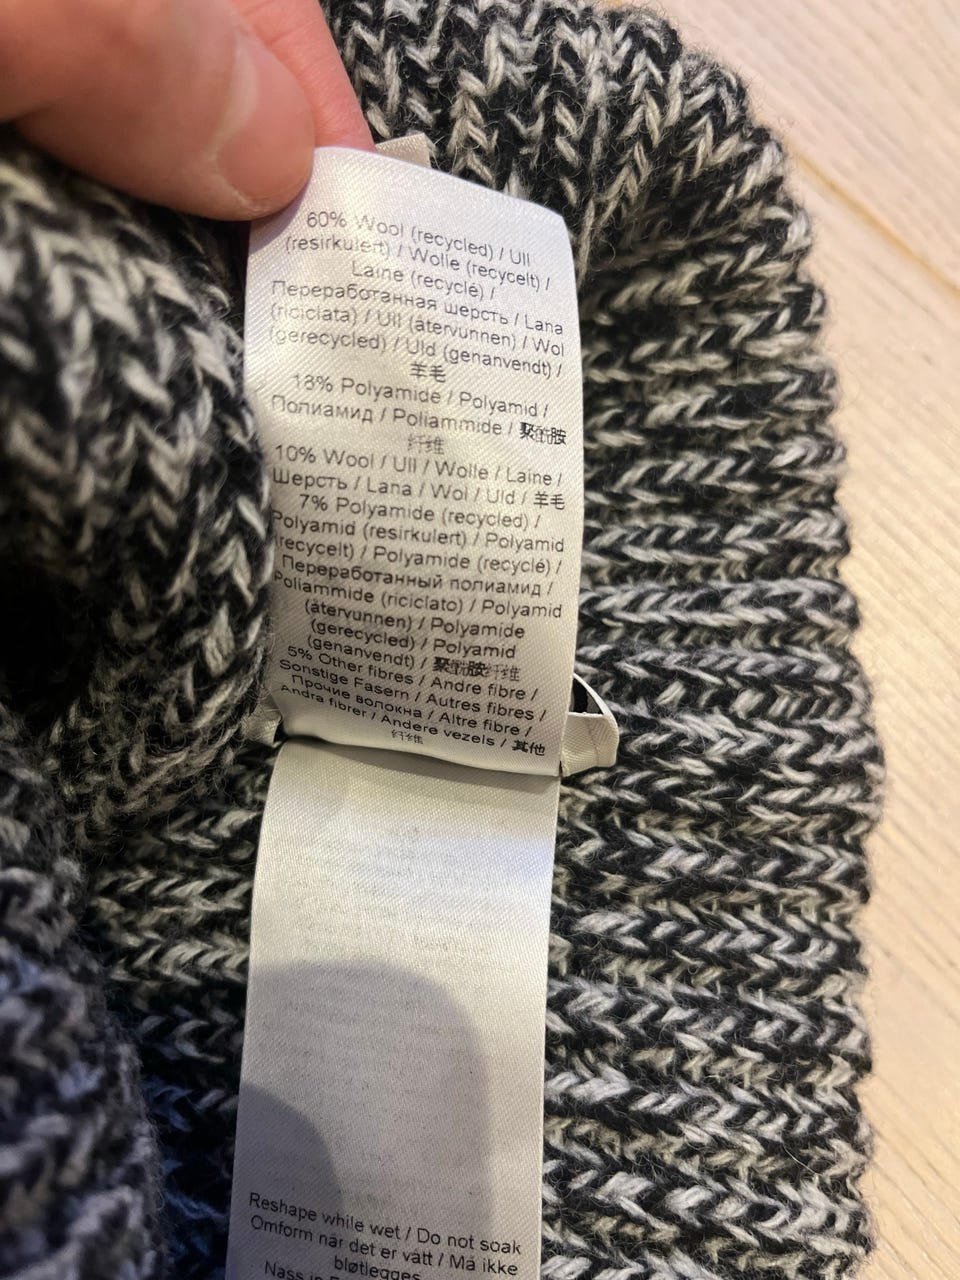 60% Wool (recycled) / Ull
(resirkulert) / Wolle (recycelt) /
Laine (recyclé) /
Переработанная шерсть / Lana
(riciclata) / Ull (återvunnen) / Wol
(gerecycled) / Uld (genanvendt) /
羊毛
18% Polyamide / Polyamid /
Полиамид / Poliammide / 聚酰胺
纤维
10% Wool / Ull / Wolle / Laine /
Шерсть / Lana / Wol / Uld / 羊毛
7% Polyamide (recycled) /
Polyamid (resirkulert) / Polyamid
(recycelt) / Polyamide (recyclé) /
Переработанный полиамид /
Poliammide (riciclato) / Polyamid
(återvunnen) / Polyamide
(gerecycled) / Polyamid
(genanvendt) / 聚酰胺纤维
5% Other fibres / Andre fibre /
Sonstige Fasern / Autres fibres /
Прочие волокна / Altre fibre /
Andra fibrer / Andere vezels / 其他
纤维
Reshape while wet / Do not soak
Omform når det er vått / Må ikke
bløtlegges
Nass in